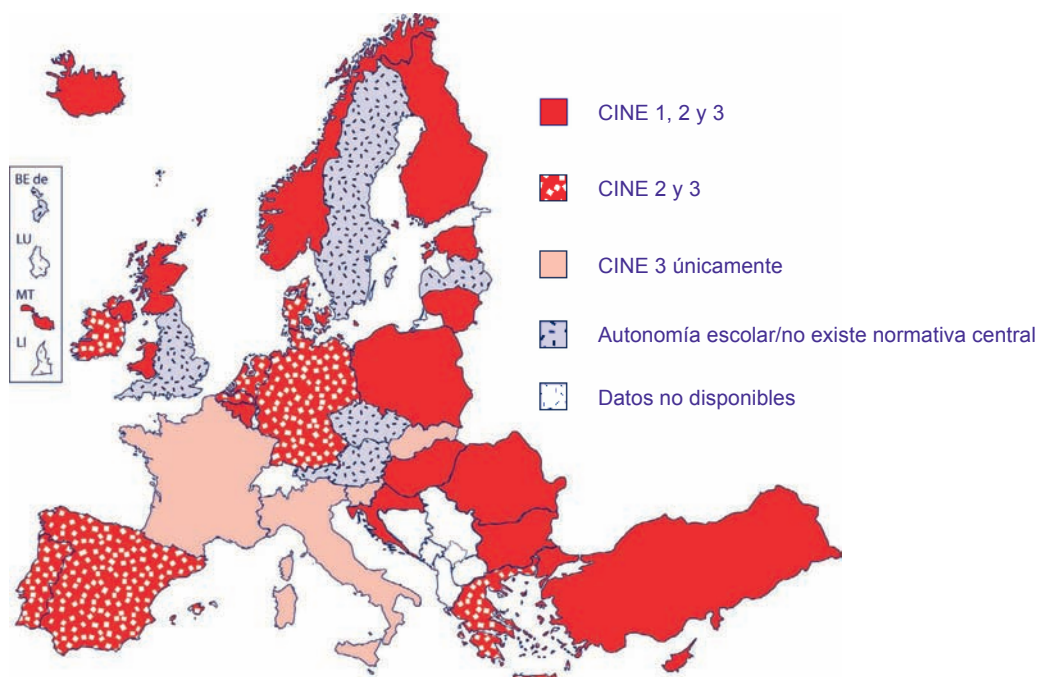 BE de
LU
MT
LI
CINE 1, 2 y 3
CINE 2 y 3
CINE 3 únicamente
Autonomía escolar/no existe normativa central
Datos no disponibles